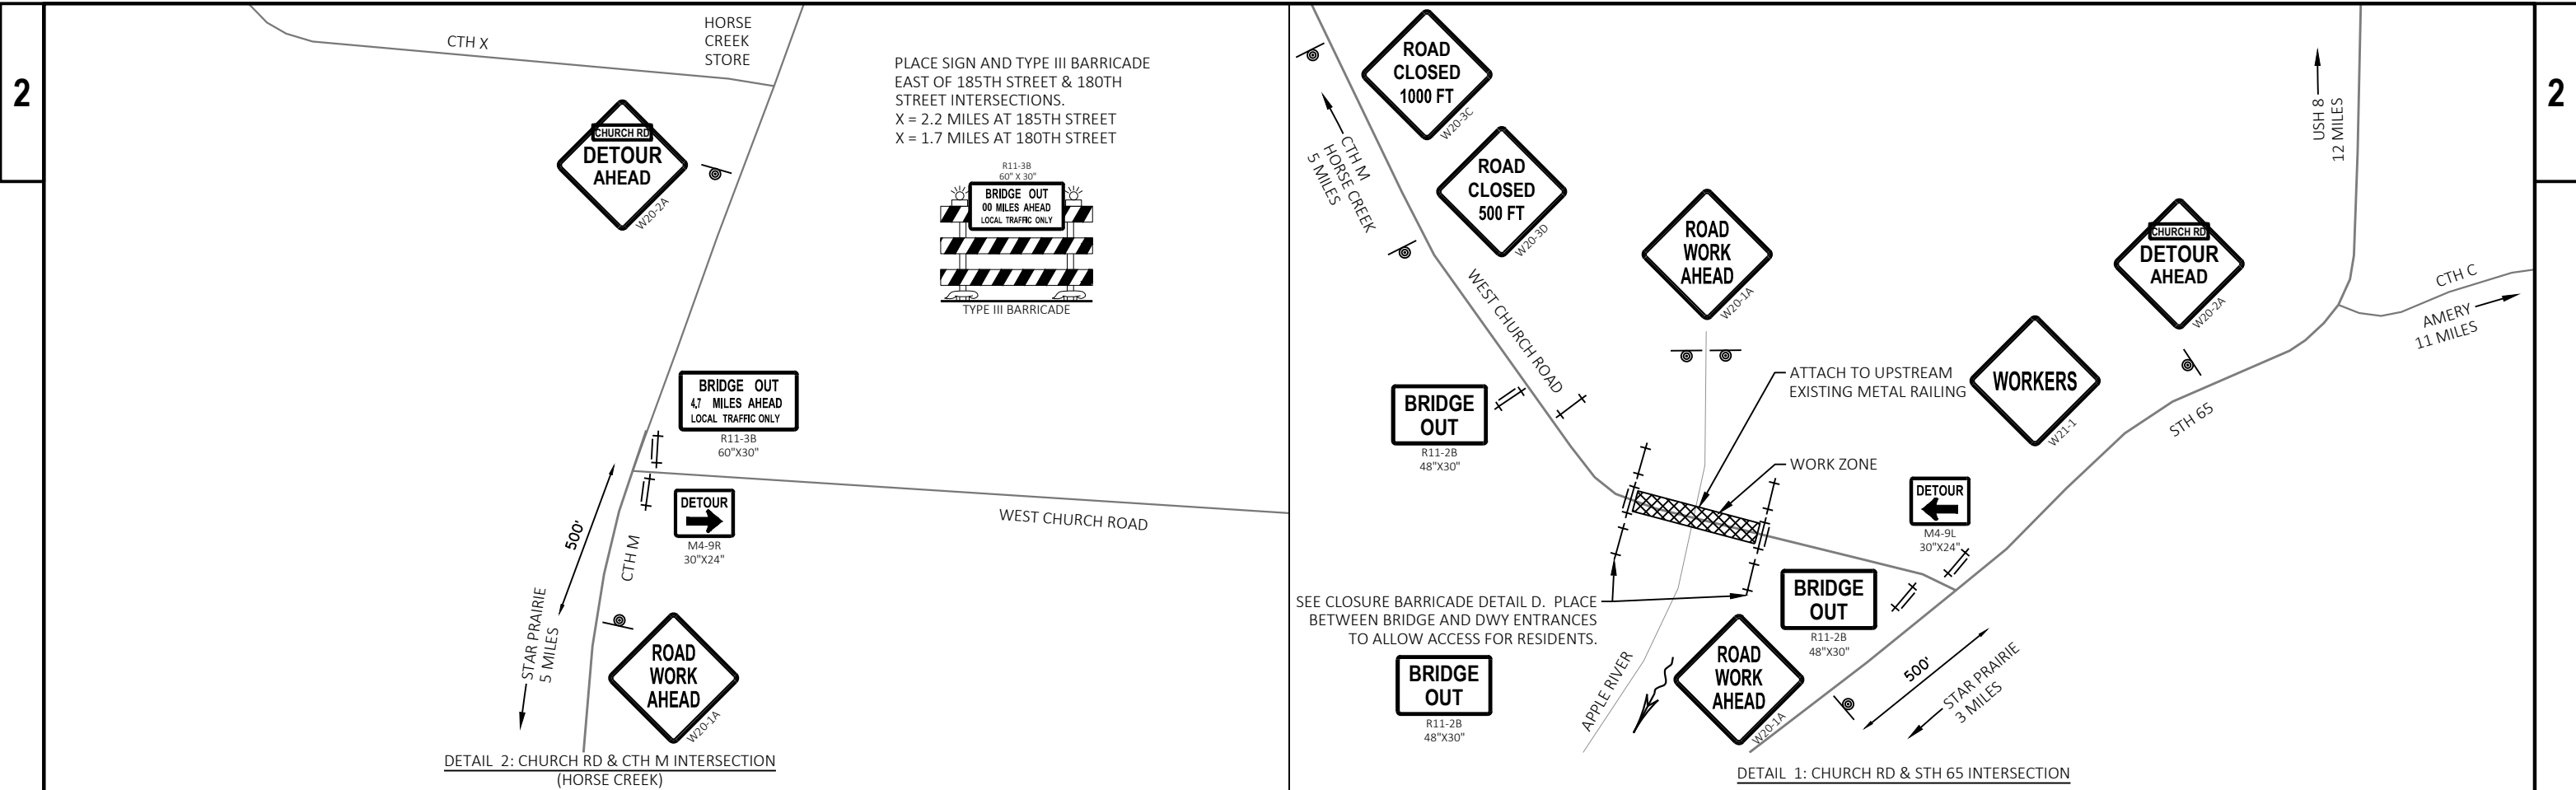 2
CTH X
HORSE
CREEK
STORE
PLACE SIGN AND TYPE III BARRICADE
EAST OF 185TH STREET & 180TH
STREET INTERSECTIONS.
X = 2.2 MILES AT 185TH STREET
X = 1.7 MILES AT 180TH STREET
CHURCH RD
DETOUR
AHEAD
W20-2A
R11-3B
60" X 30"
BRIDGE OUT
00 MILES AHEAD
LOCAL TRAFFIC ONLY
TYPE III BARRICADE
BRIDGE OUT
4.7 MILES AHEAD
LOCAL TRAFFIC ONLY
R11-3B
60"X30"
DETOUR
M4-9R
30"X24"
WEST CHURCH ROAD
500'
CTH M
STAR PRAIRIE
5 MILES
ROAD
WORK
AHEAD
W20-1A
DETAIL 2: CHURCH RD & CTH M INTERSECTION
(HORSE CREEK)
ROAD
CLOSED
1000 FT
W20-3C
CTH M
HORSE CREEK
5 MILES
ROAD
CLOSED
500 FT
W20-3D
WEST CHURCH ROAD
ROAD
WORK
AHEAD
W20-1A
USH 8
12 MILES
CHURCH RD
DETOUR
AHEAD
W20-2A
CTH C
AMERY
11 MILES
ATTACH TO UPSTREAM
EXISTING METAL RAILING
WORKERS
W21-1
STH 65
BRIDGE
OUT
R11-2B
48"X30"
WORK ZONE
DETOUR
M4-9L
30"X24"
BRIDGE
OUT
R11-2B
48"X30"
SEE CLOSURE BARRICADE DETAIL D. PLACE
BETWEEN BRIDGE AND DWY ENTRANCES
TO ALLOW ACCESS FOR RESIDENTS.
BRIDGE
OUT
R11-2B
48"X30"
APPLE RIVER
ROAD
WORK
AHEAD
W20-1A
500'
STAR PRAIRIE
3 MILES
DETAIL 1: CHURCH RD & STH 65 INTERSECTION
2